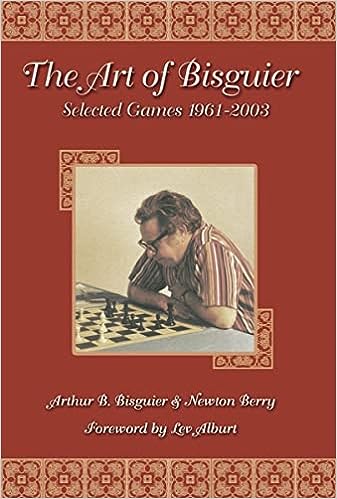 The Art of Bisguier
Selected Games 1961-2003
Arthur B. Bisguier & Newton Berry
Foreword by Lev Alburt